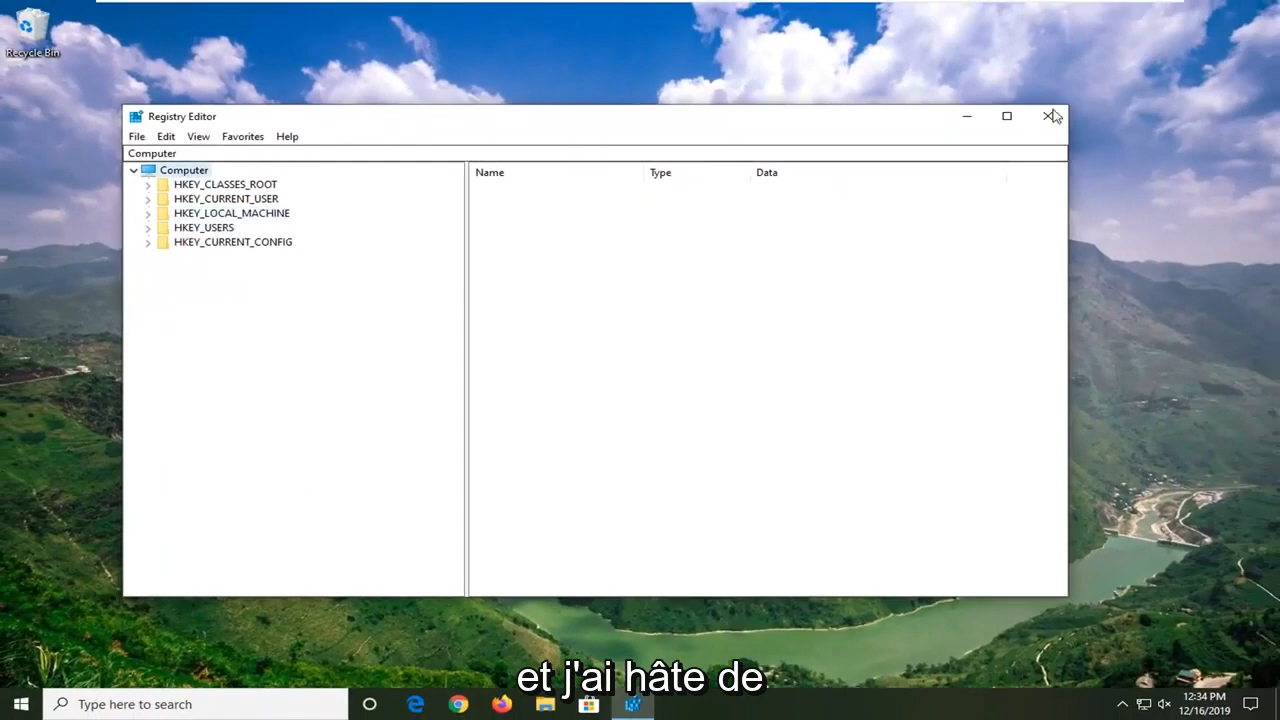 Recycle Bin
Registry Editor
File Edit View Favorites Help
Computer
Computer
HKEY_CLASSES_ROOT
HKEY_CURRENT_USER
HKEY_LOCAL_MACHINE
HKEY_USERS
HKEY_CURRENT_CONFIG
Name Type Data
et j'ai hâte de
Type here to search
12:34 PM
12/16/2019